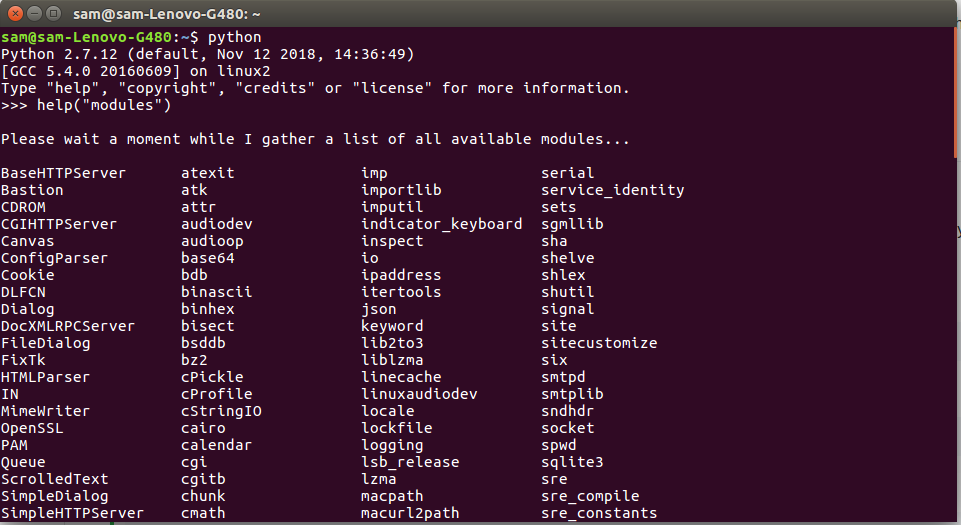 sam@sam-Lenovo-G480: ~
sam@sam-Lenovo-G480:~$ python
Python 2.7.12 (default, Nov 12 2018, 14:36:49)
[GCC 5.4.0 20160609] on linux2
Type "help", "copyright", "credits" or "license" for more information.
>>> help("modules")
Please wait a moment while I gather a list of all available modules...
BaseHTTPServer      atexit              imp                 serial
Bastion             atk                 importlib           service_identity
CDROM               attr                imputil             sets
CGIHTTPServer       audiodev            indicator_keyboard  sgmllib
Canvas              audioop             inspect             sha
ConfigParser        base64              io                  shelve
Cookie              bdb                 ipaddress           shlex
DLFCN               binascii            itertools           shutil
Dialog              binhex              json                signal
DocXMLRPCServer     bisect              keyword             site
FileDialog          bsddb               lib2to3             sitecustomize
FixTk               bz2                 liblzma             six
HTMLParser          cPickle             linecache           smtpd
IN                  cProfile            linuxaudiodev       smtplib
MimeWriter          cStringIO           locale              sndhdr
OpenSSL             cairo               lockfile            socket
PAM                 calendar            logging             spwd
Queue               cgi                 lsb_release         sqlite3
ScrolledText        cgitb               lzma                sre
SimpleDialog        chunk               macpath             sre_compile
SimpleHTTPServer    cmath               macurl2path         sre_constants